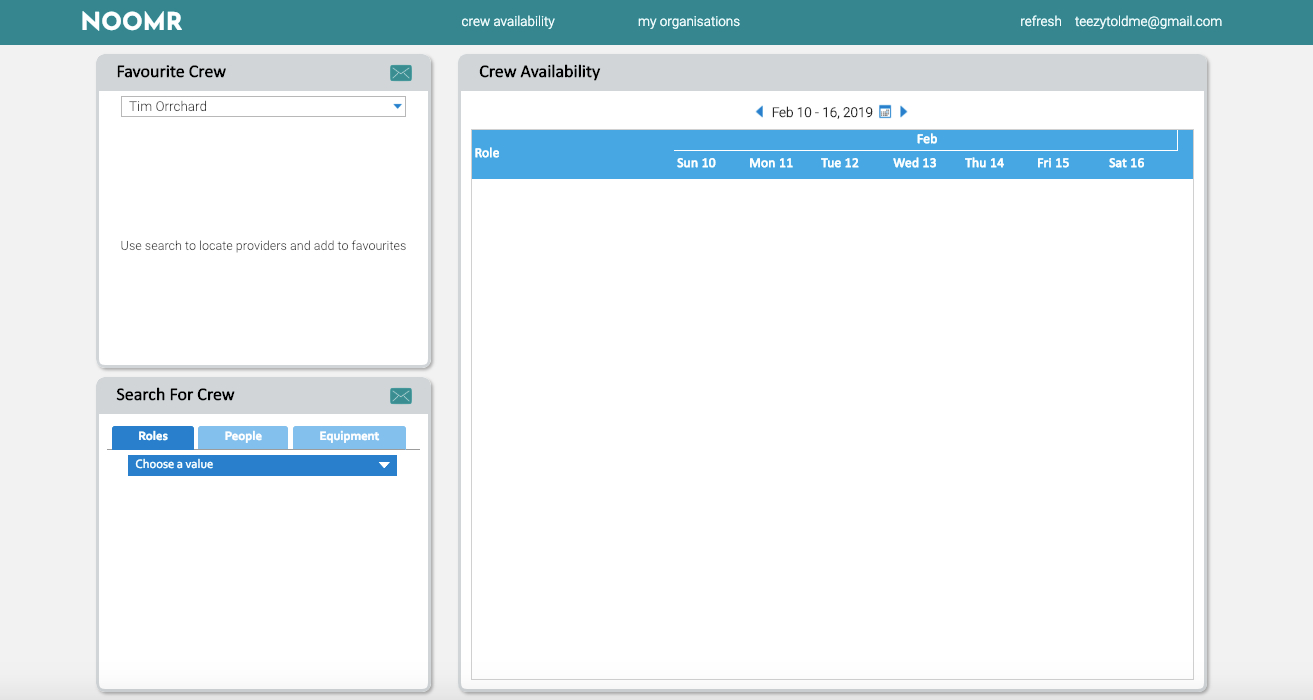 NOOMR
crew availability
my organisations
refresh
teezytoldme@gmail.com
Favourite Crew
Tim Orrchard
Use search to locate providers and add to favourites
Search For Crew
Roles
People
Equipment
Choose a value
Crew Availability
Feb 10 - 16, 2019
Role
Feb
Sun 10
Mon 11
Tue 12
Wed 13
Thu 14
Fri 15
Sat 16